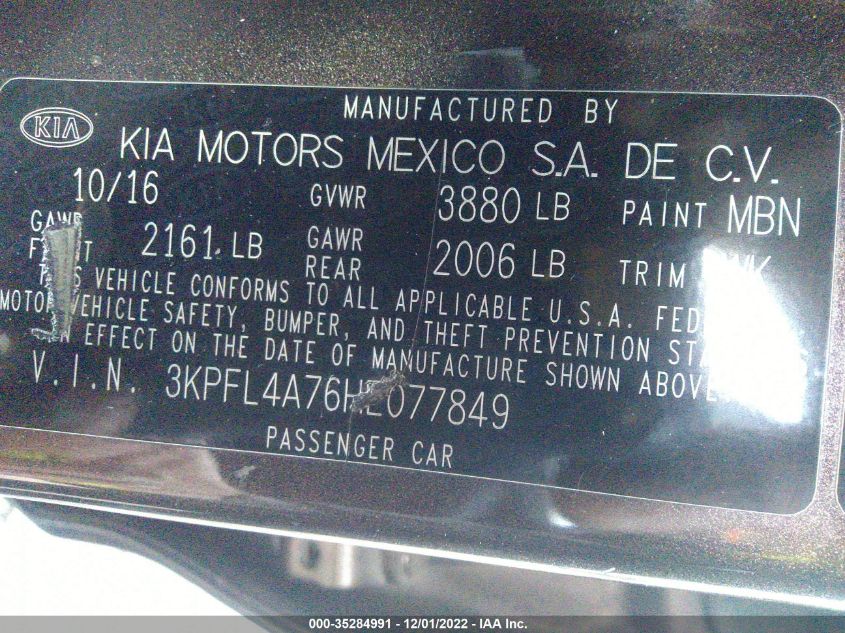 MANUFACTURED BY
KIA KIA MOTORS MEXICO S.A. DE C.V.
10/16 GVWR 3880 LB PAINT MBN
GAWR 2161 LB GAWR REAR 2006 LB TRIM
VEHICLE CONFORMS TO ALL APPLICABLE U.S.A.
VEHICLE SAFETY, BUMPER, AND THEFT PREVENTION
EFFECT ON THE DATE OF MANUFACTURE SHOWN ABOVE
V.I.N. 3KPFL4A76HE077849
PASSENGER CAR
000-35284991 - 12/01/2022 - IAA Inc.